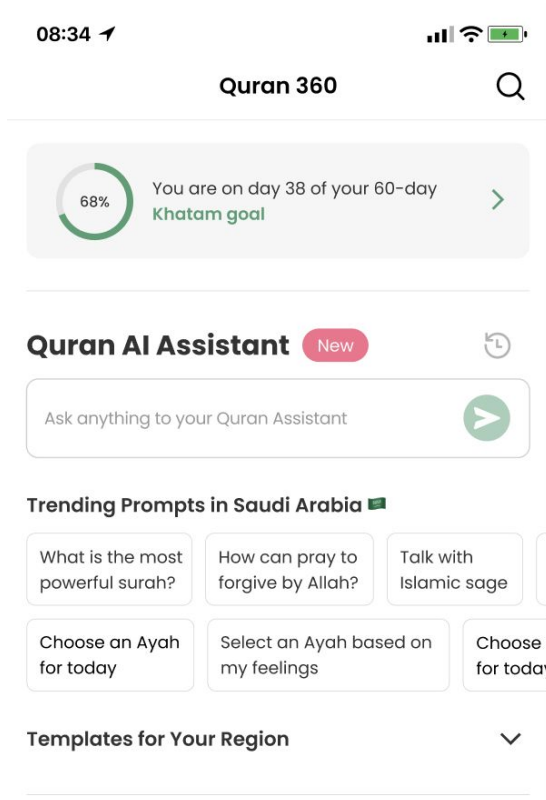 08:34
Quran 360
68%
You are on day 38 of your 60-day
Khatam goal
Quran AI Assistant New
Ask anything to your Quran Assistant
Trending Prompts in Saudi Arabia 🇸🇦
What is the most
powerful surah?
How can pray to
forgive by Allah?
Talk with
Islamic sage
Choose an Ayah
for today
Select an Ayah based on
my feelings
Choose
for today
Templates for Your Region